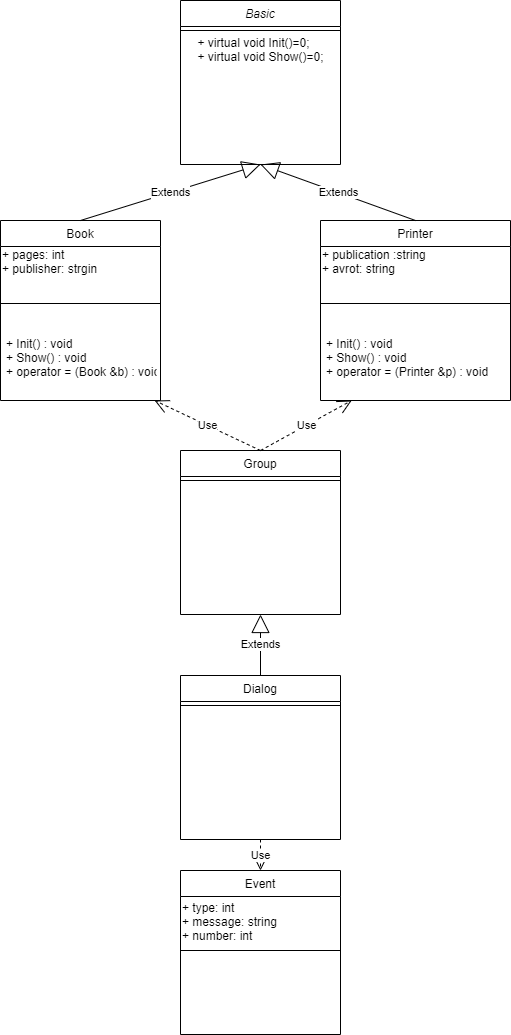 Basic
+ virtual void Init()=0;
+ virtual void Show()=0;
Extends
Extends
Book
+ pages: int
+ publisher: strgin
+ Init() : void
+ Show() : void
+ operator = (Book &b) : void
Printer
+ publication :string
+ avrot: string
+ Init() : void
+ Show() : void
+ operator = (Printer &p) : void
Use
Use
Group
Extends
Dialog
Use
Event
+ type: int
+ message: string
+ number: int